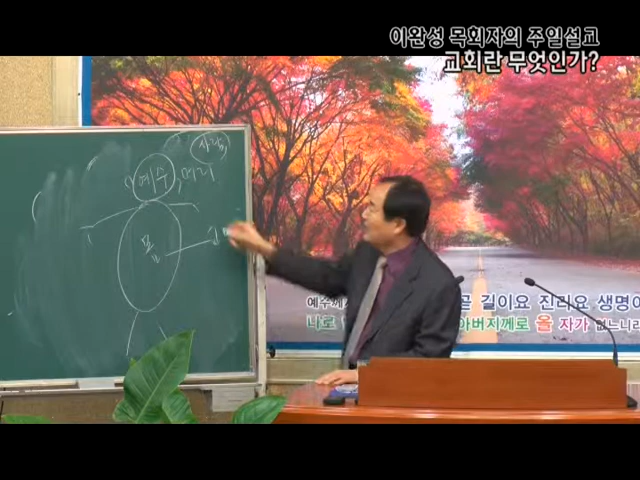 이완성 목회자의 주일설교
교회란 무엇인가?
예수, 머리
몸
예수께
곧 길이요 진리요 생명이
나로
아버지께로 올 자가 없느니라